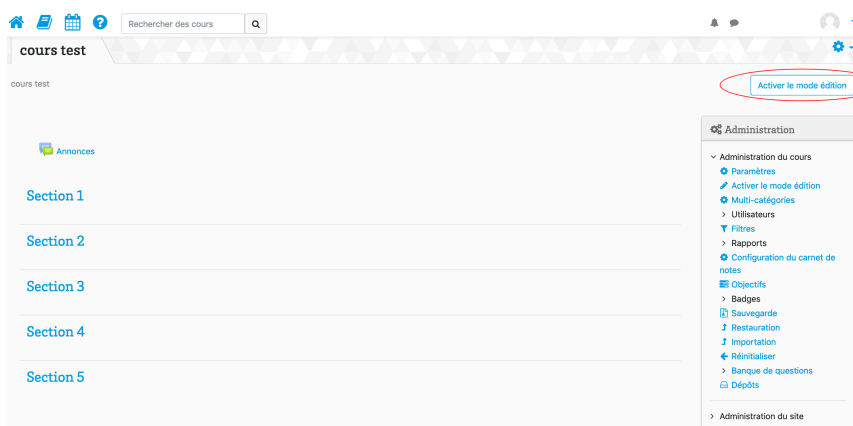 Rechercher des cours
cours test
cours test
Activer le mode édition
Administration
Annonces
Administration du cours
Paramètres
Section 1
Activer le mode édition
Multi-catégories
Utilisateurs
Filtres
Section 2
Rapports
Configuration du carnet de
notes
Section 3
Objectifs
Badges
Sauvegarde
Restauration
Section 4
Importation
Réinitialiser
Banque de questions
Section 5
Dépôts
Administration du site